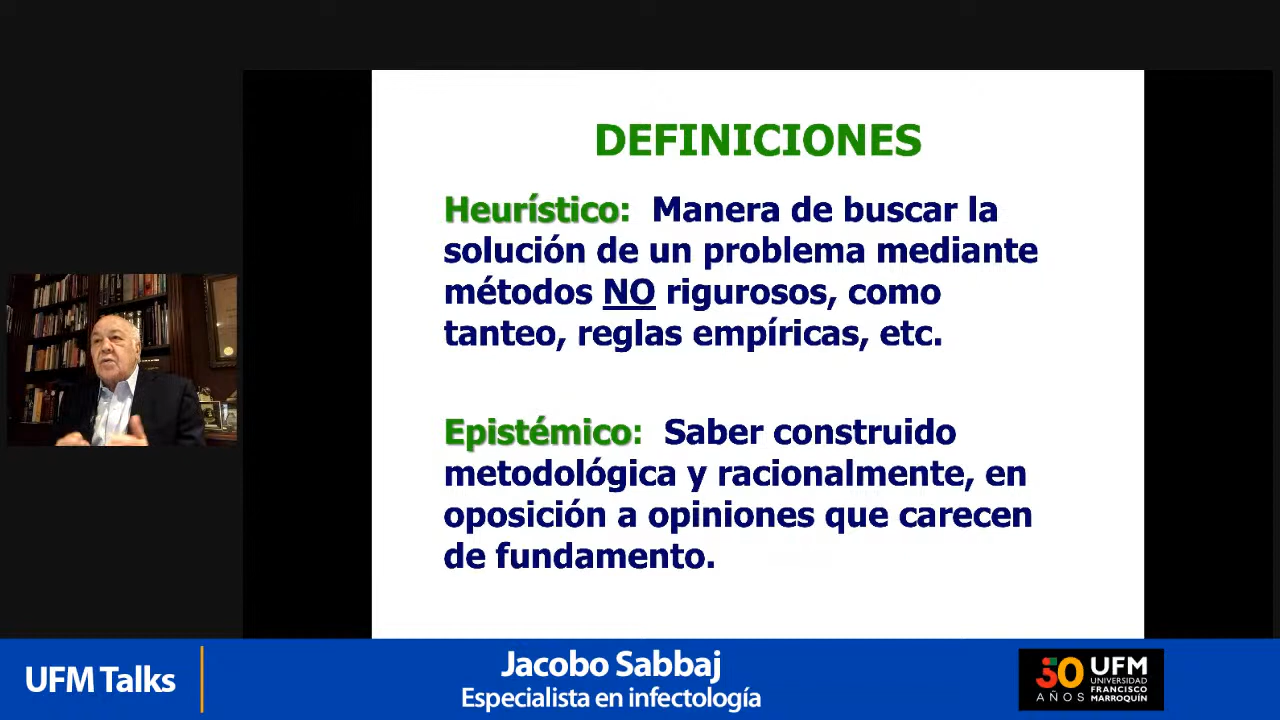 DEFINICIONES
Heurístico: Manera de buscar la
solución de un problema mediante
métodos NO rigurosos, como
tanteo, reglas empíricas, etc.
Epistémico: Saber construido
metodológica y racionalmente, en
oposición a opiniones que carecen
de fundamento.
UFM Talks
Jacobo Sabbaj
Especialista en infectología
50
AÑOS
UFM
UNIVERSIDAD
FRANCISCO
MARROQUÍN